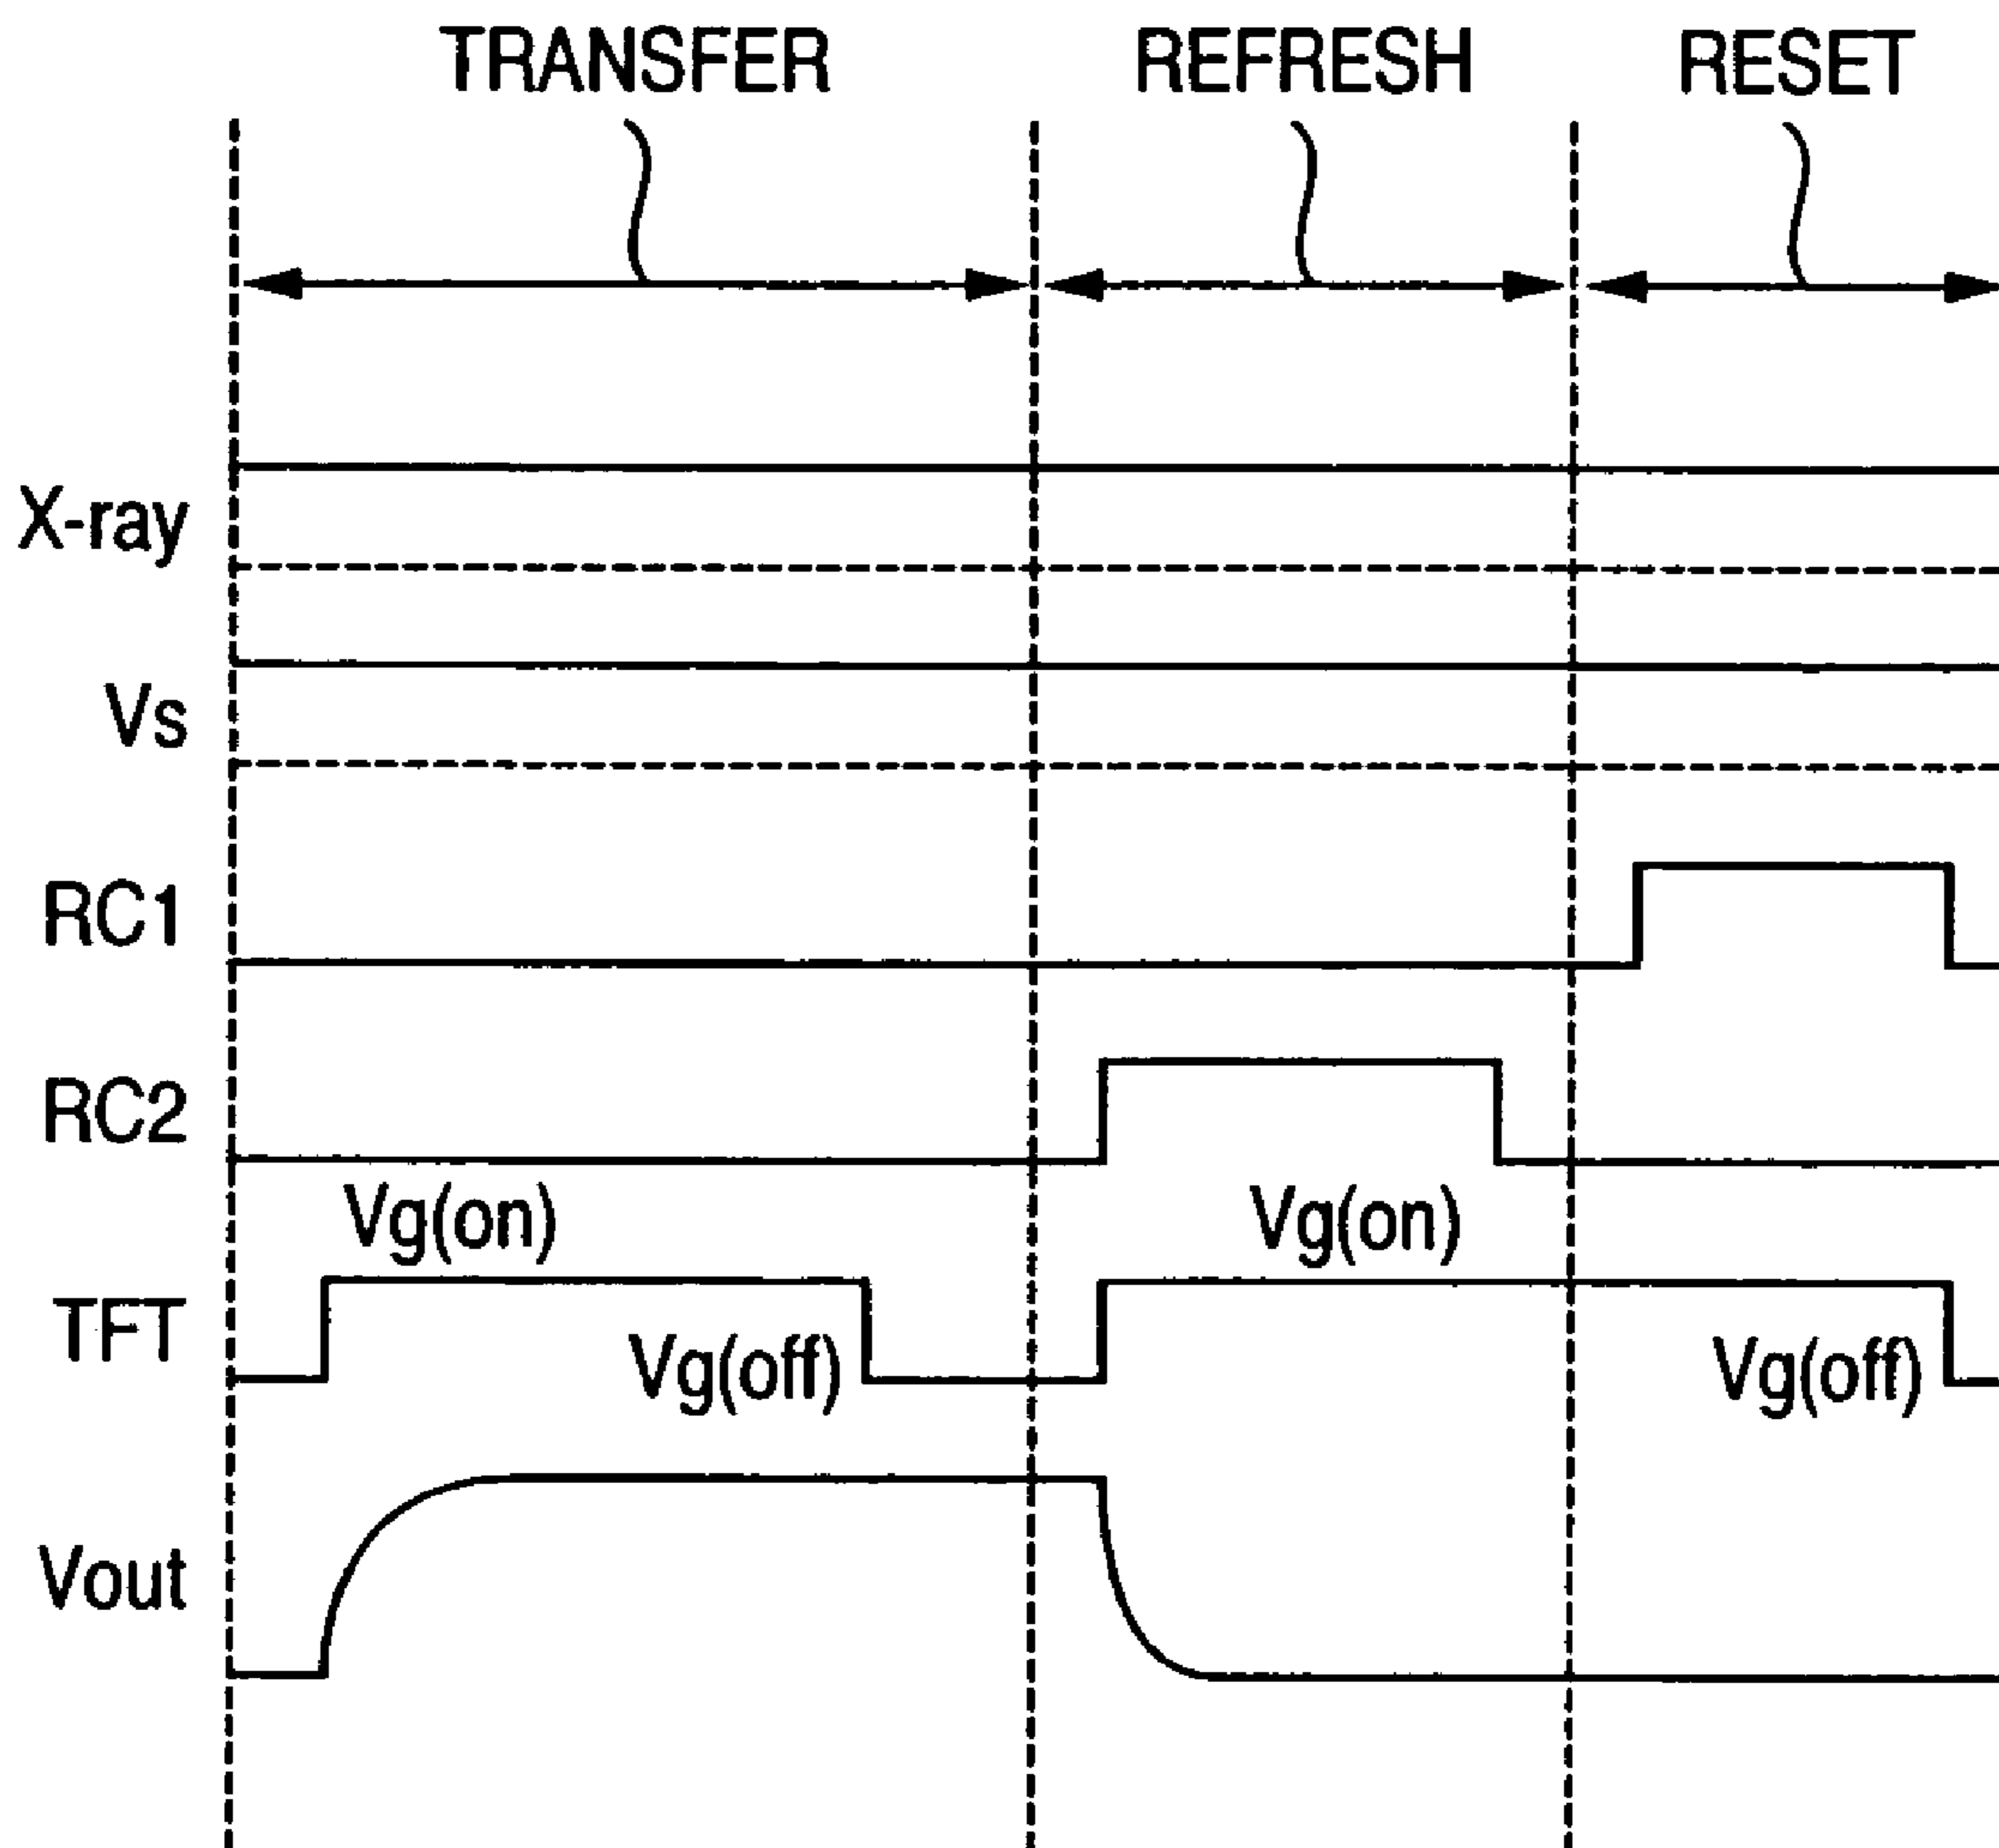 TRANSFER REFRESH RESET
X-ray
Vs
RC1
RC2
Vg(on) Vg(on)
TFT
Vg(off) Vg(off)
Vout